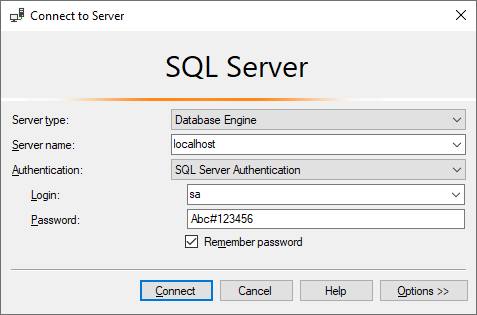 Connect to Server
SQL Server
Server type: Database Engine
Server name: localhost
Authentication: SQL Server Authentication
Login: sa
Password: Abc#123456
Remember password
Connect Cancel Help Options >>